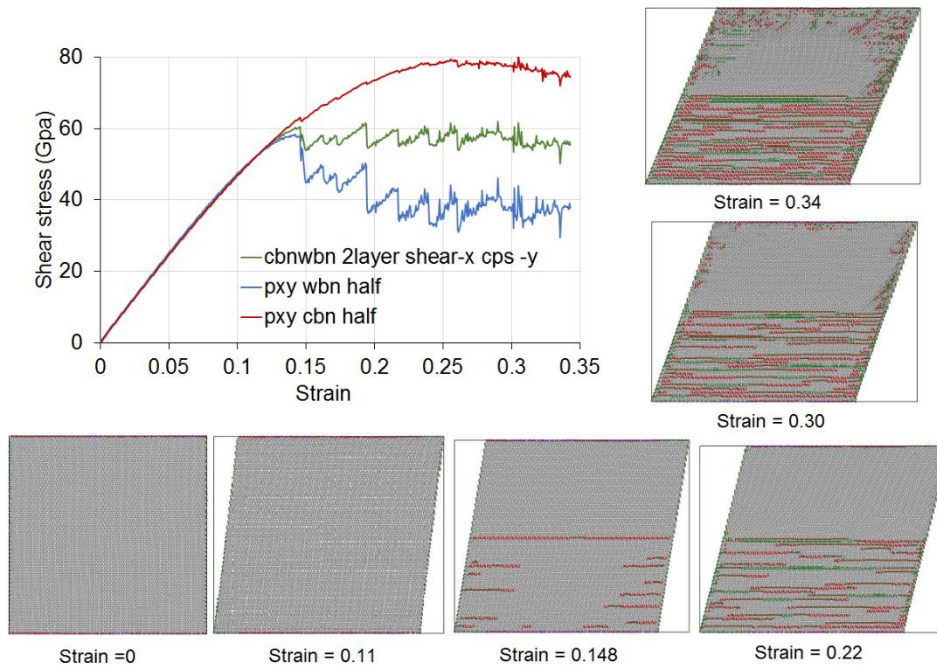 Shear stress (Gpa)
80
60
40
20
0
cbnwbn 2layer shear-x cps -y
pxy wbn half
pxy cbn half
0 0.05 0.1 0.15 0.2 0.25 0.3 0.35
Strain
Strain = 0.34
Strain = 0.30
Strain =0
Strain = 0.11
Strain = 0.148
Strain = 0.22